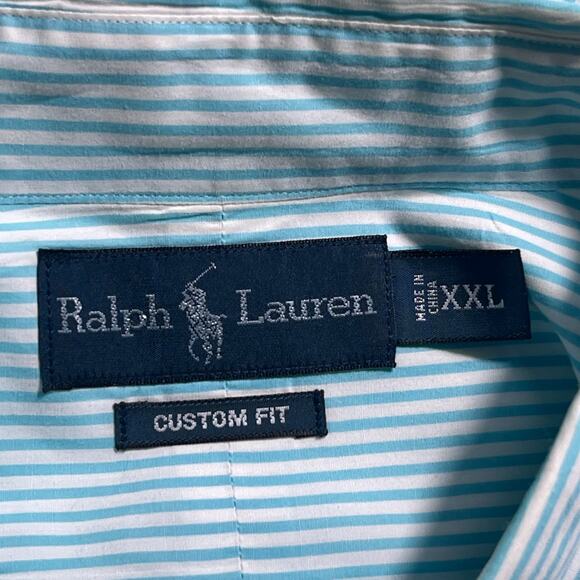 Ralph Lauren
MADE IN
CHINA
XXL
CUSTOM FIT